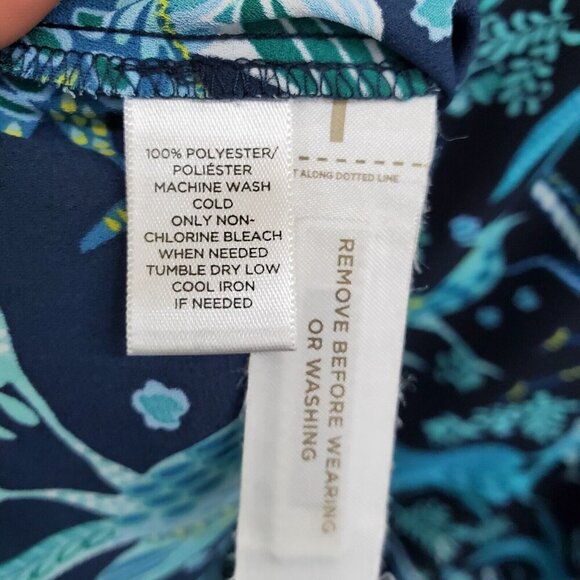 100% POLYESTER/
POLIÉSTER
MACHINE WASH
COLD
ONLY NON-
CHLORINE BLEACH
WHEN NEEDED
TUMBLE DRY LOW
COOL IRON
IF NEEDED
ALONG DOTTED LINE
REMOVE BEFORE WEARING
OR WASHING